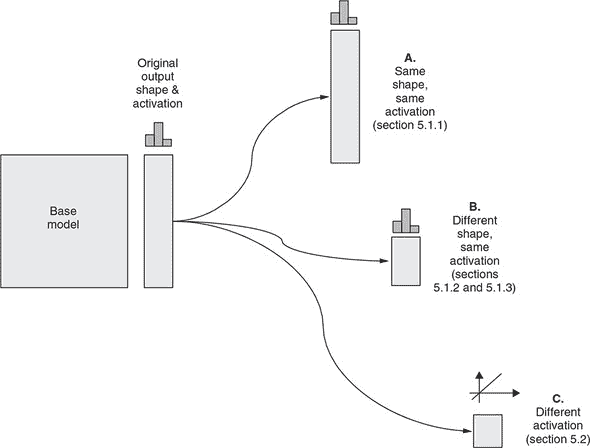 Original
output
shape &
activation
Base
model
A.
Same
shape,
same
activation
(section 5.1.1)
B.
Different
shape,
same
activation
(sections
5.1.2 and 5.1.3)
C.
Different
activation
(section 5.2)